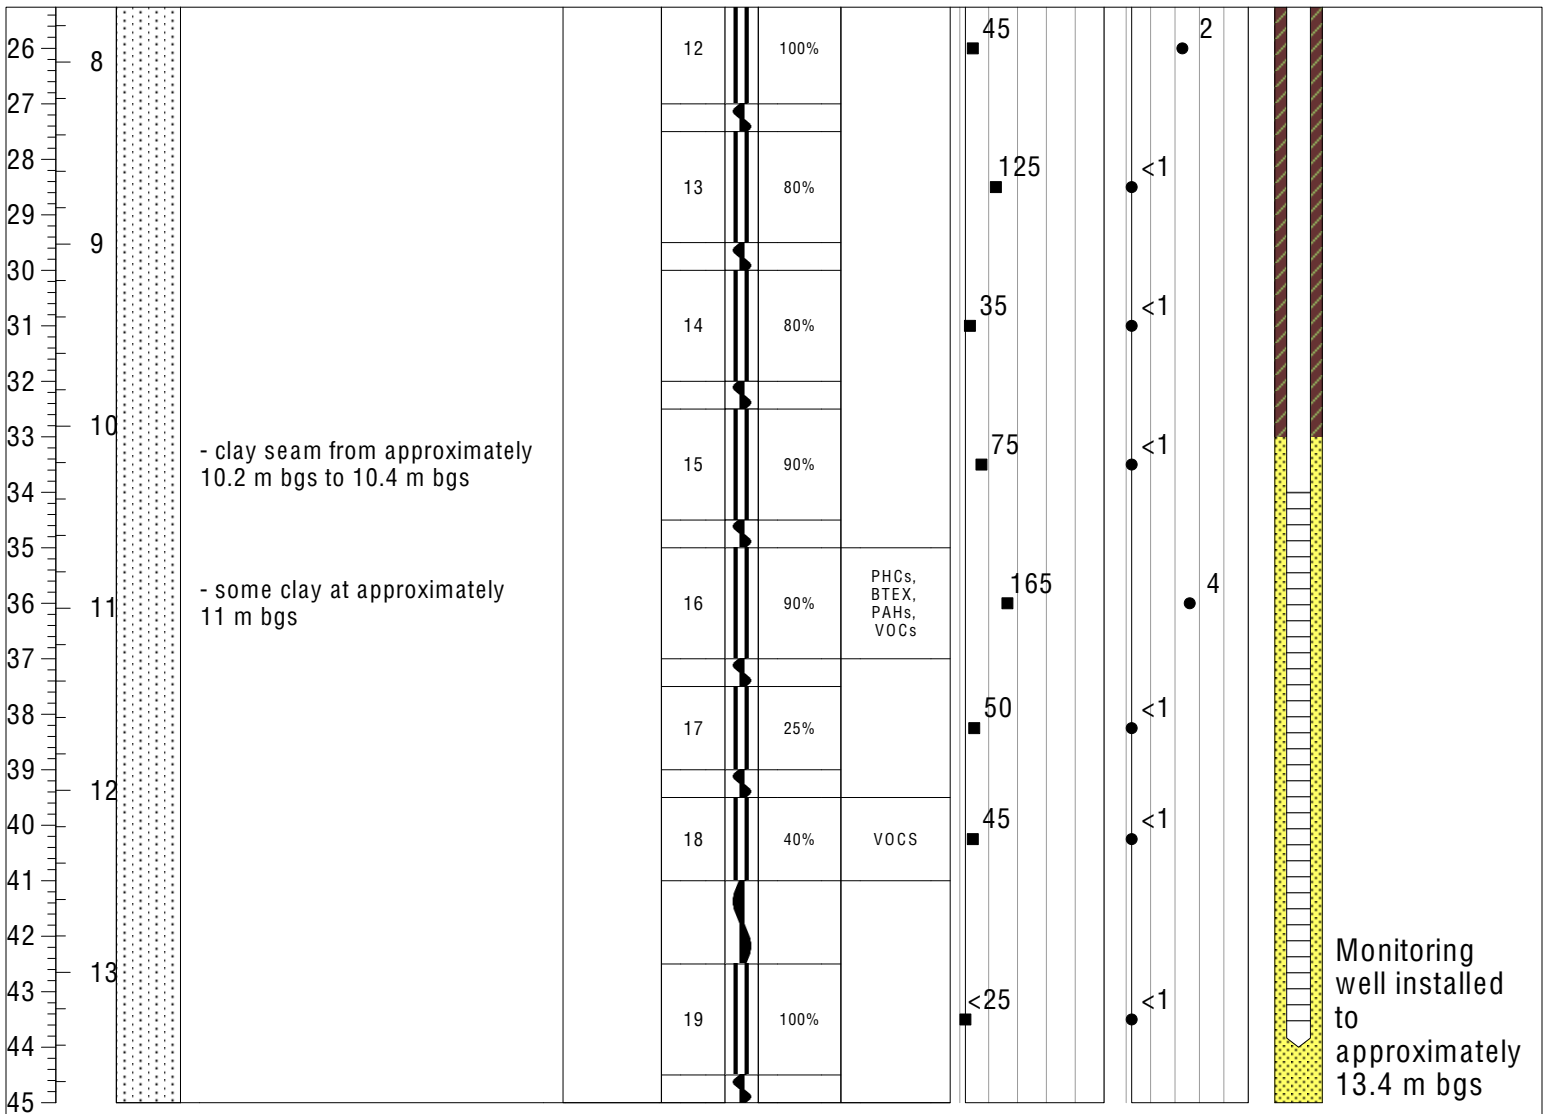 12 100% 45 2
26
8
27
28
13 80% 125 <1
29
9
30
31
14 80% 35 <1
32
10
33
- clay seam from approximately
10.2 m bgs to 10.4 m bgs
15 90% 75 <1
34
35
- some clay at approximately
11 m bgs
36
11
16 90%
PHCs,
BTEX,
PAHs,
VOCs
165 4
37
38
17 25% 50 <1
39
12
40
18 40% VOCS 45 <1
41
42
13
43
19 100% <25 <1
44
45
Monitoring
well installed
to
approximately
13.4 m bgs